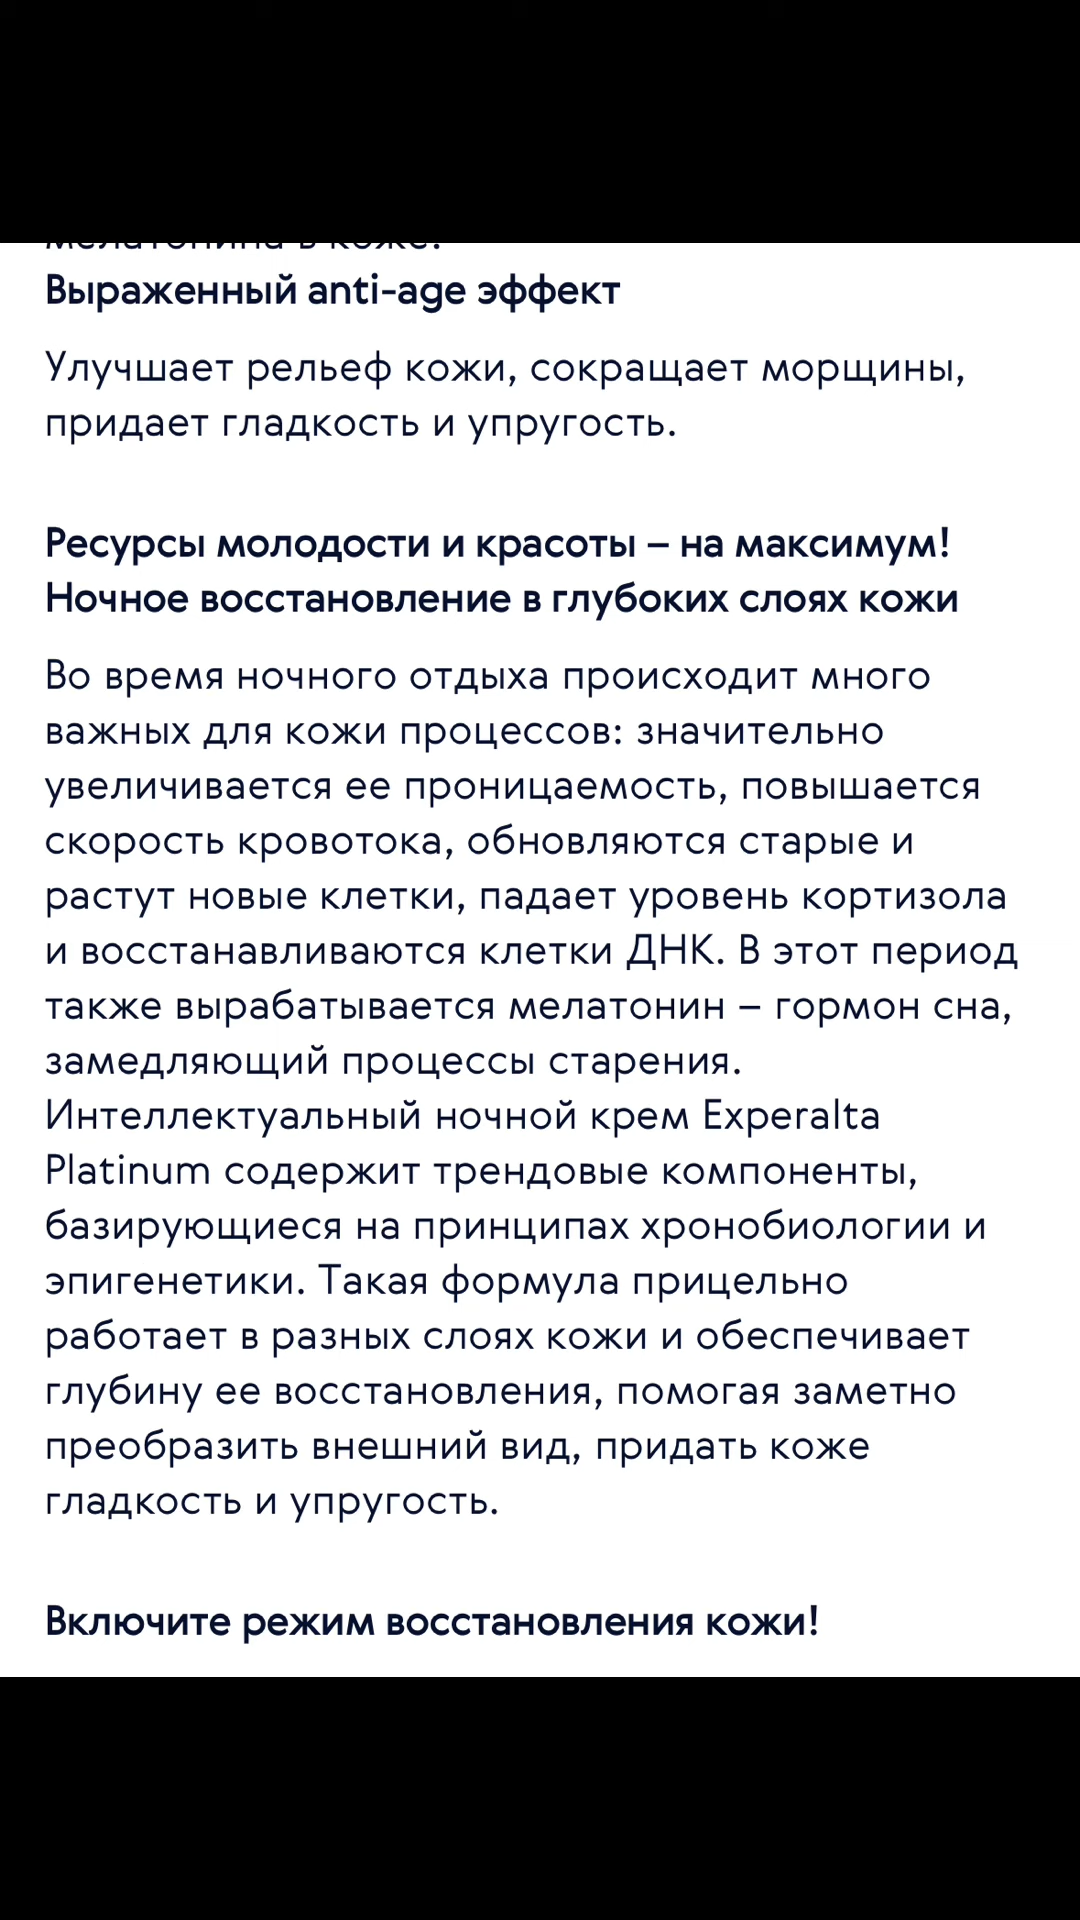 мелатонина в коже.
Выраженный anti-age эффект
Улучшает рельеф кожи, сокращает морщины,
придает гладкость и упругость.
Ресурсы молодости и красоты – на максимум!
Ночное восстановление в глубоких слоях кожи
Во время ночного отдыха происходит много
важных для кожи процессов: значительно
увеличивается ее проницаемость, повышается
скорость кровотока, обновляются старые и
растут новые клетки, падает уровень кортизола
и восстанавливаются клетки ДНК. В этот период
также вырабатывается мелатонин – гормон сна,
замедляющий процессы старения.
Интеллектуальный ночной крем Experalta
Platinum содержит трендовые компоненты,
базирующиеся на принципах хронобиологии и
эпигенетики. Такая формула прицельно
работает в разных слоях кожи и обеспечивает
глубину ее восстановления, помогая заметно
преобразить внешний вид, придать коже
гладкость и упругость.
Включите режим восстановления кожи!